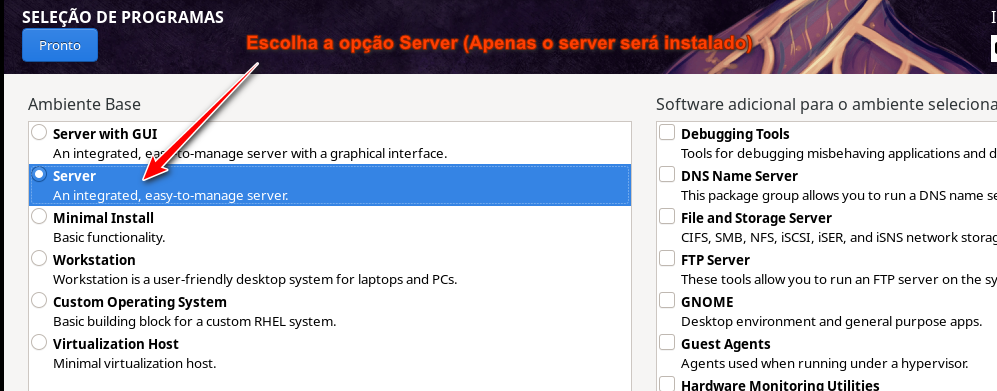 SELEÇÃO DE PROGRAMAS
Pronto
Escolha a opção Server (Apenas o server será instalado)
Ambiente Base
Server with GUI
An integrated, easy-to-manage server with a graphical interface.
Server
An integrated, easy-to-manage server.
Minimal Install
Basic functionality.
Workstation
Workstation is a user-friendly desktop system for laptops and PCs.
Custom Operating System
Basic building block for a custom RHEL system.
Virtualization Host
Minimal virtualization host.
Software adicional para o ambiente seleciona
Debugging Tools
Tools for debugging misbehaving applications and d
DNS Name Server
This package group allows you to run a DNS name se
File and Storage Server
CIFS, SMB, NFS, iSCSI, iSER, and iSNS network storag
FTP Server
These tools allow you to run an FTP server on the sy
GNOME
Desktop environment and general purpose apps.
Guest Agents
Agents used when running under a hypervisor.
Hardware Monitoring Utilities